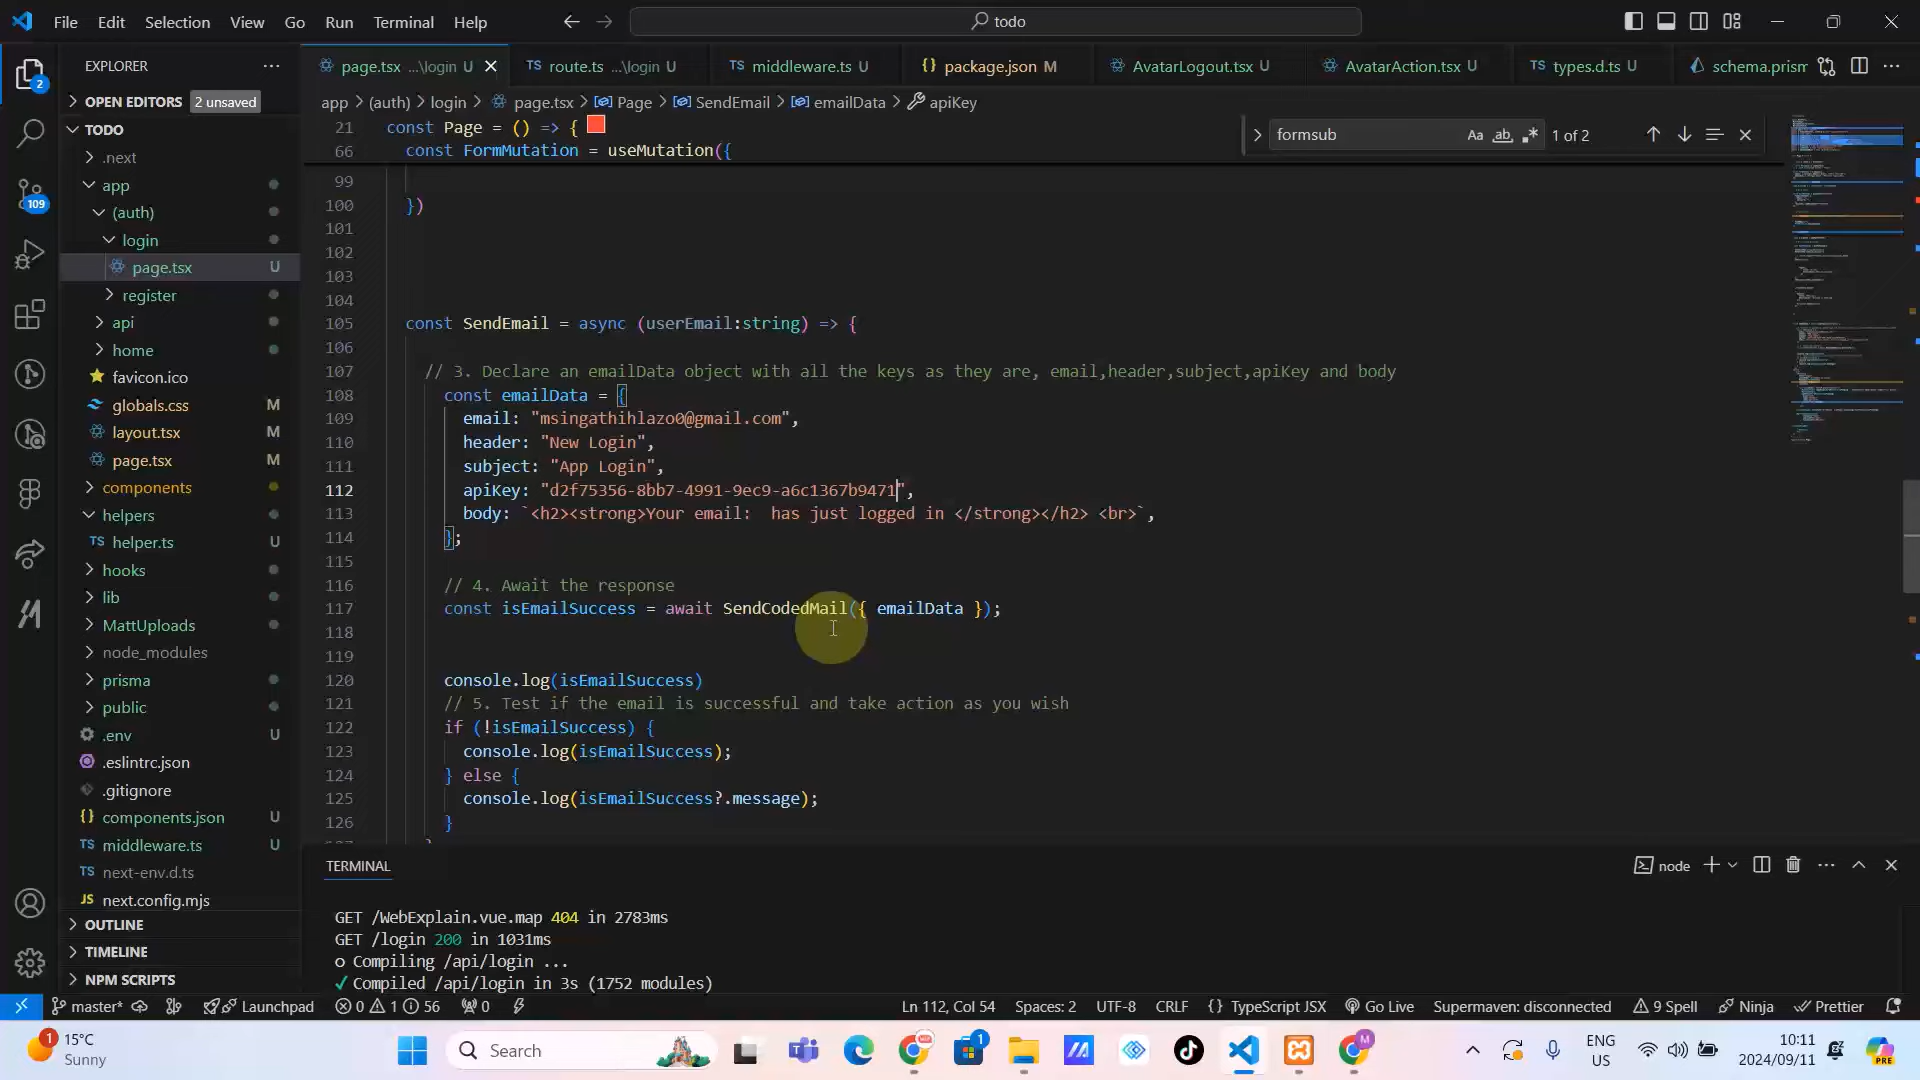 File Edit Selection View Go Run Terminal Help
todo
EXPLORER
OPEN EDITORS 2 unsaved
TODO
.next
app
(auth)
login
page.tsx U
register
api
home
favicon.ico
globals.css M
layout.tsx M
page.tsx M
components
helpers
helper.ts U
hooks
lib
MattUploads
node_modules
prisma
public
.env U
.eslintrc.json
.gitignore
components.json U
middleware.ts U
next-env.d.ts
next.config.mjs
OUTLINE
TIMELINE
NPM SCRIPTS
2
109
page.tsx ...\login U
route.ts ...\login U
middleware.ts U
package.json M
AvatarLogout.tsx U
AvatarAction.tsx U
types.d.ts U
schema.prism
app > (auth) > login > page.tsx > Page > SendEmail > emailData > apiKey
formsub Aa ab 1 of 2
21 const Page = () => {
66 const FormMutation = useMutation({
99
100 })
101
102
103
104
105 const SendEmail = async (userEmail:string) => {
106
107 // 3. Declare an emailData object with all the keys as they are, email,header,subject,apiKey and body
108 const emailData = {
109 email: "msingathihlazo0@gmail.com",
110 header: "New Login",
111 subject: "App Login",
112 apiKey: "d2f75356-8bb7-4991-9ec9-a6c1367b9471",
113 body: `<h2><strong>Your email:  has just logged in </strong></h2> <br>`,
114 };
115
116 // 4. Await the response
117 const isEmailSuccess = await SendCodedMail({ emailData });
118
119
120 console.log(isEmailSuccess)
121 // 5. Test if the email is successful and take action as you wish
122 if (!isEmailSuccess) {
123 console.log(isEmailSuccess);
124 } else {
125 console.log(isEmailSuccess?.message);
126 }
TERMINAL
node
GET /WebExplain.vue.map 404 in 2783ms
GET /login 200 in 1031ms
○ Compiling /api/login ...
✓ Compiled /api/login in 3s (1752 modules)
master* Launchpad 0 1 56 0 Ln 112, Col 54 Spaces: 2 UTF-8 CRLF {} TypeScript JSX Go Live Supermaven: disconnected 9 Spell Ninja Prettier
1
15°C
Sunny
Search
1
M
PRE
ENG
US
10:11
2024/09/11